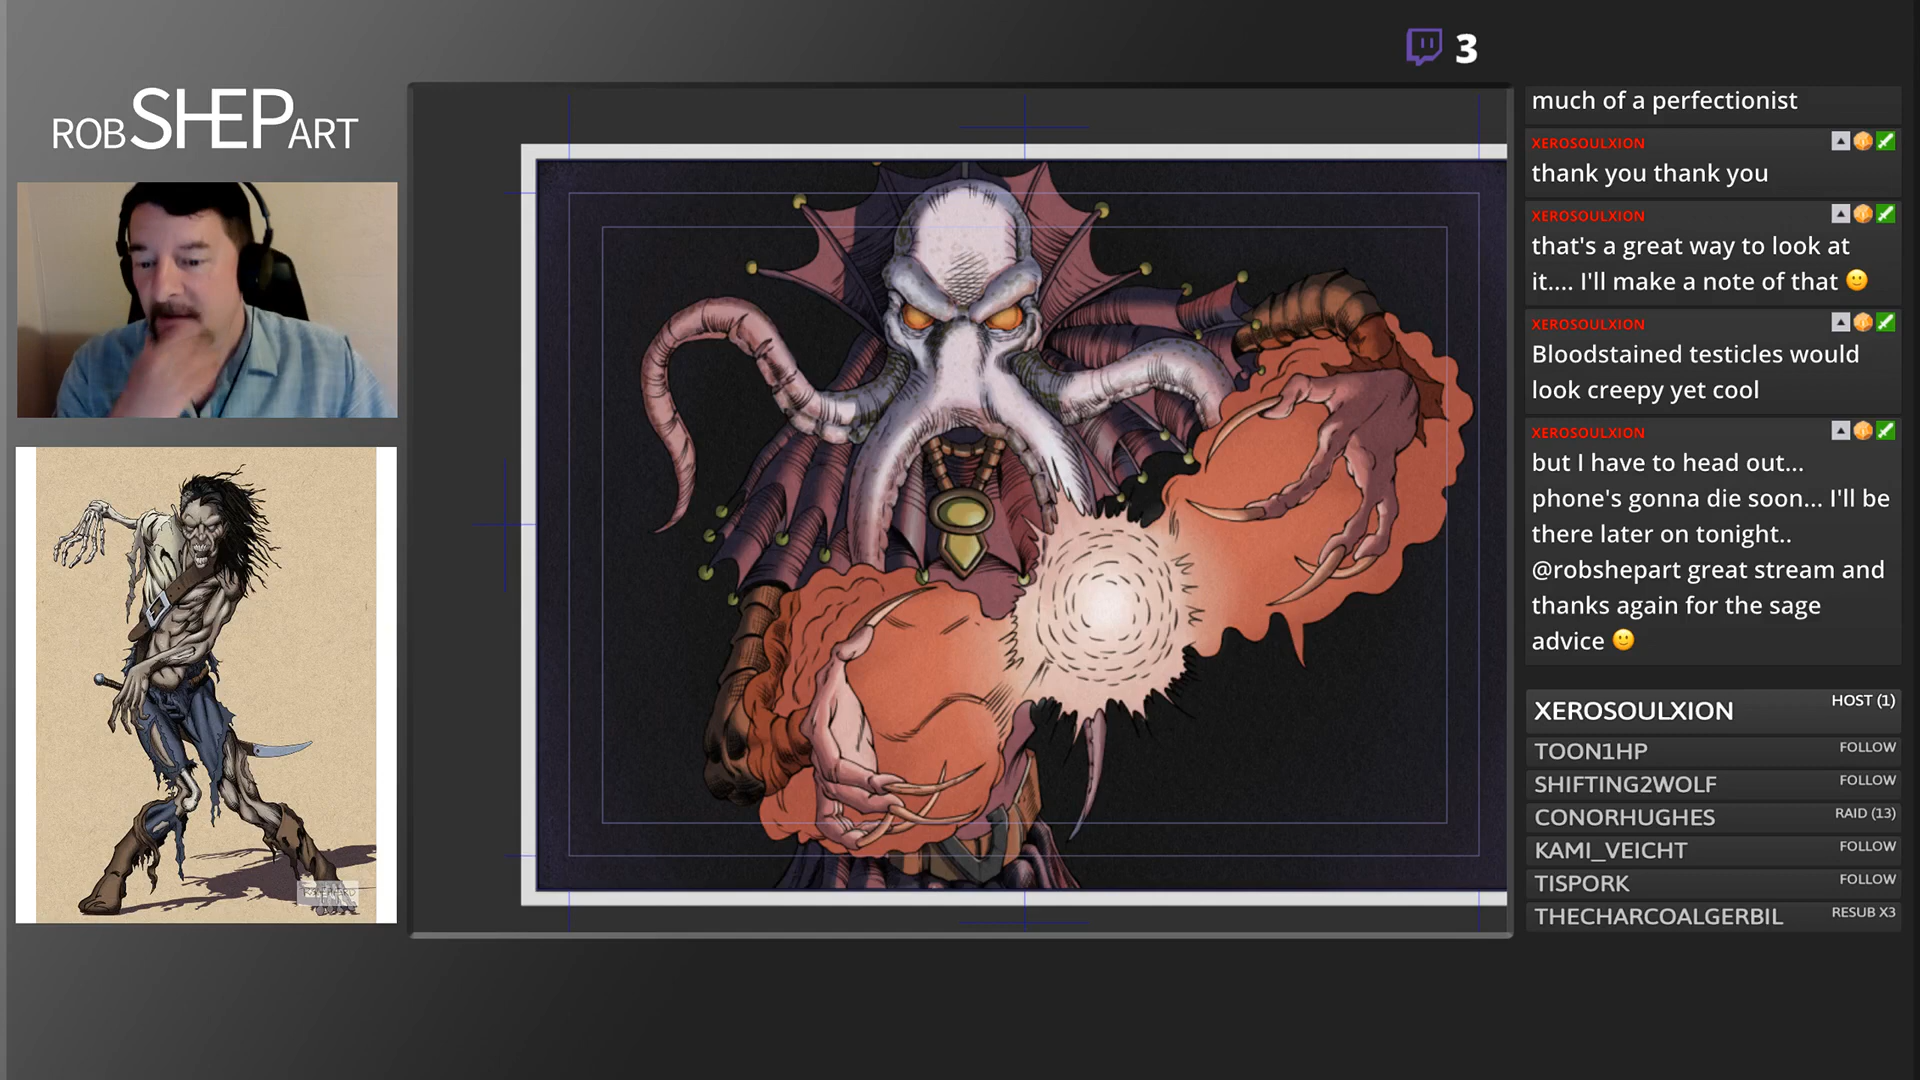 3
ROBSHEPART
much of a perfectionist
XEROSOULXION
thank you thank you
XEROSOULXION
that's a great way to look at
it.... I'll make a note of that 🙂
XEROSOULXION
Bloodstained testicles would
look creepy yet cool
XEROSOULXION
but I have to head out...
phone's gonna die soon... I'll be
there later on tonight..
@robshepart great stream and
thanks again for the sage
advice 🙂
XEROSOULXION HOST (1)
TOON1HP FOLLOW
SHIFTING2WOLF FOLLOW
CONORHUGHES RAID (13)
KAMI_VEICHT FOLLOW
TISPORK FOLLOW
THECHARCOALGERBIL RESUB X3